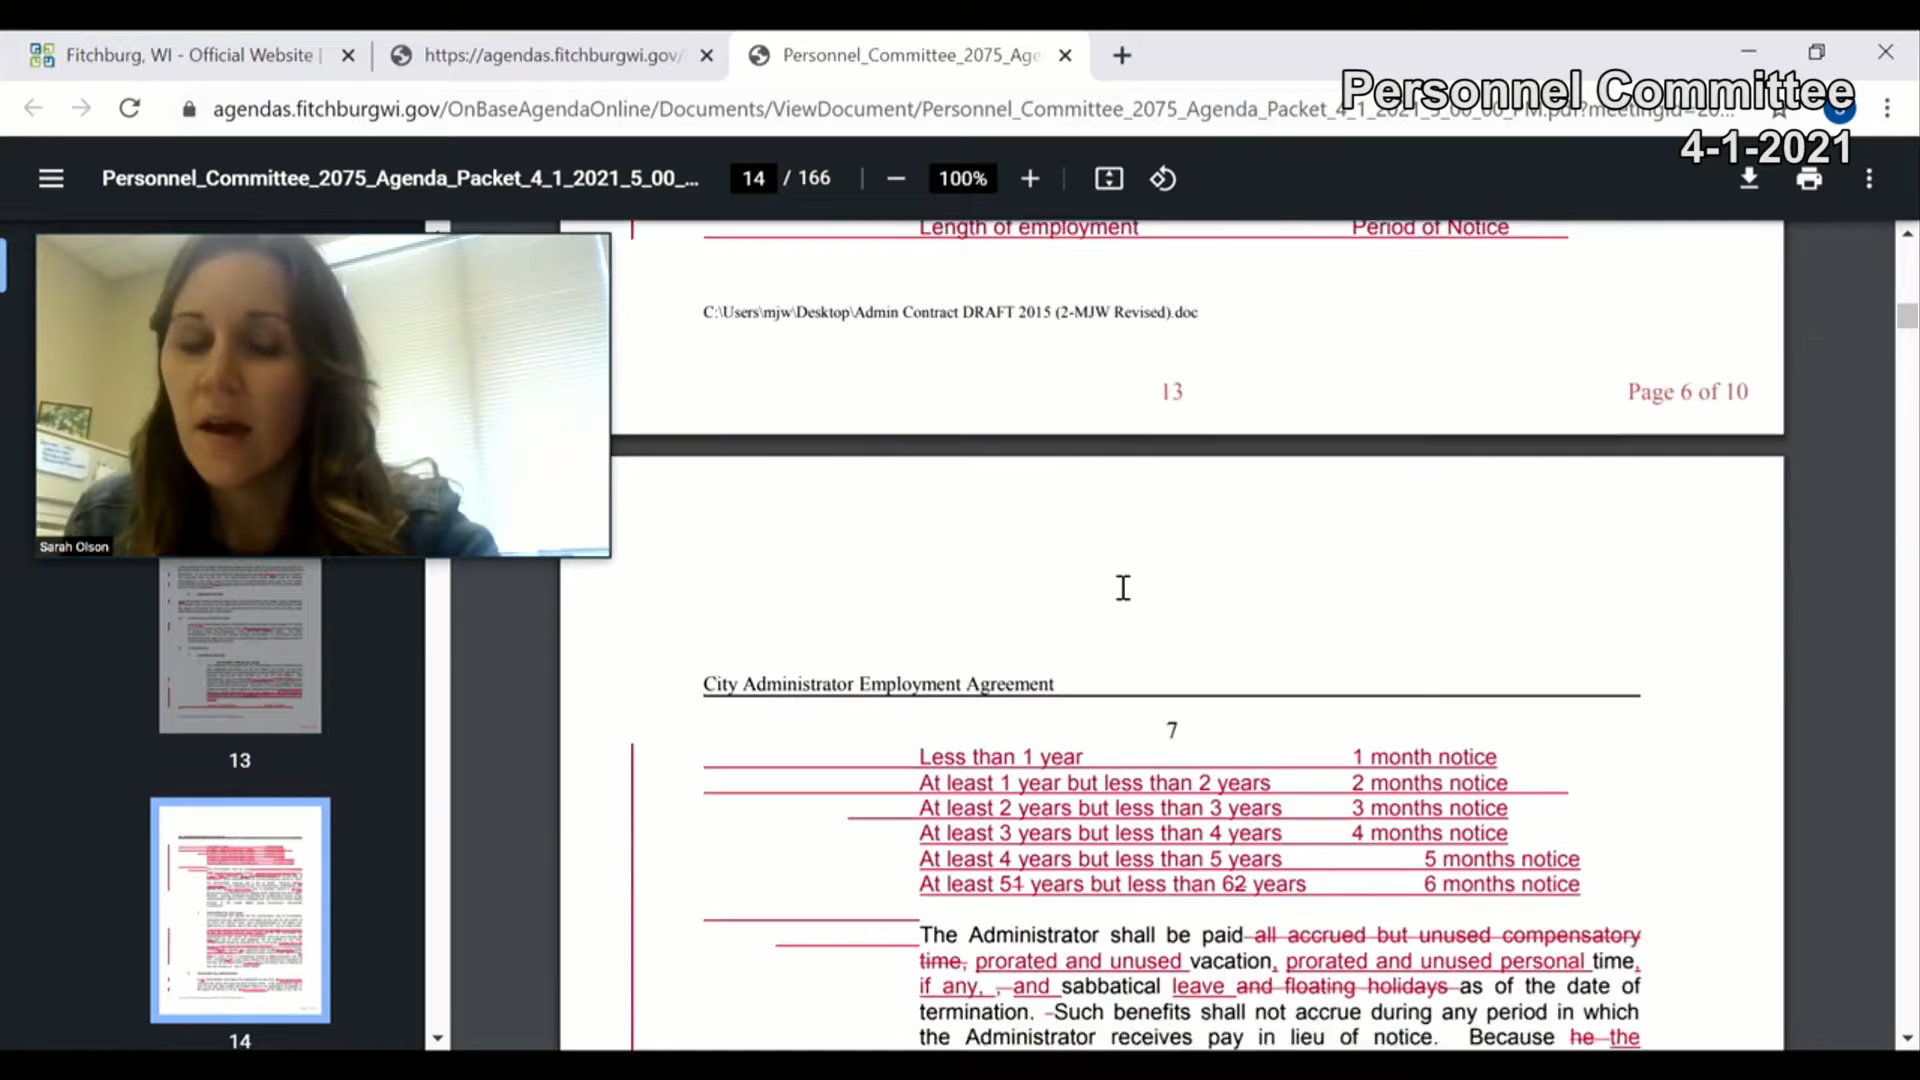 Fitchburg, WI - Official Website |
https://agendas.fitchburgwi.gov/
Personnel_Committee_2075_Age
Personnel Committee
4-1-2021
agendas.fitchburgwi.gov/OnBaseAgendaOnline/Documents/ViewDocument/Personnel_Committee_2075_Agenda_Packet_4_1_2021_5_00_00_PM.pdf?meetingId=20...
Personnel_Committee_2075_Agenda_Packet_4_1_2021_5_00_...
14 / 166
100%
Length of employment Period of Notice
C:\Users\mjw\Desktop\Admin Contract DRAFT 2015 (2-MJW Revised).doc
13 Page 6 of 10
Sarah Olson
City Administrator Employment Agreement
7
Less than 1 year 1 month notice
At least 1 year but less than 2 years 2 months notice
At least 2 years but less than 3 years 3 months notice
At least 3 years but less than 4 years 4 months notice
At least 4 years but less than 5 years 5 months notice
At least 51 years but less than 62 years 6 months notice
The Administrator shall be paid all accrued but unused compensatory
time, prorated and unused vacation, prorated and unused personal time,
if any, , and sabbatical leave and floating holidays as of the date of
termination. Such benefits shall not accrue during any period in which
the Administrator receives pay in lieu of notice. Because he the
13
14